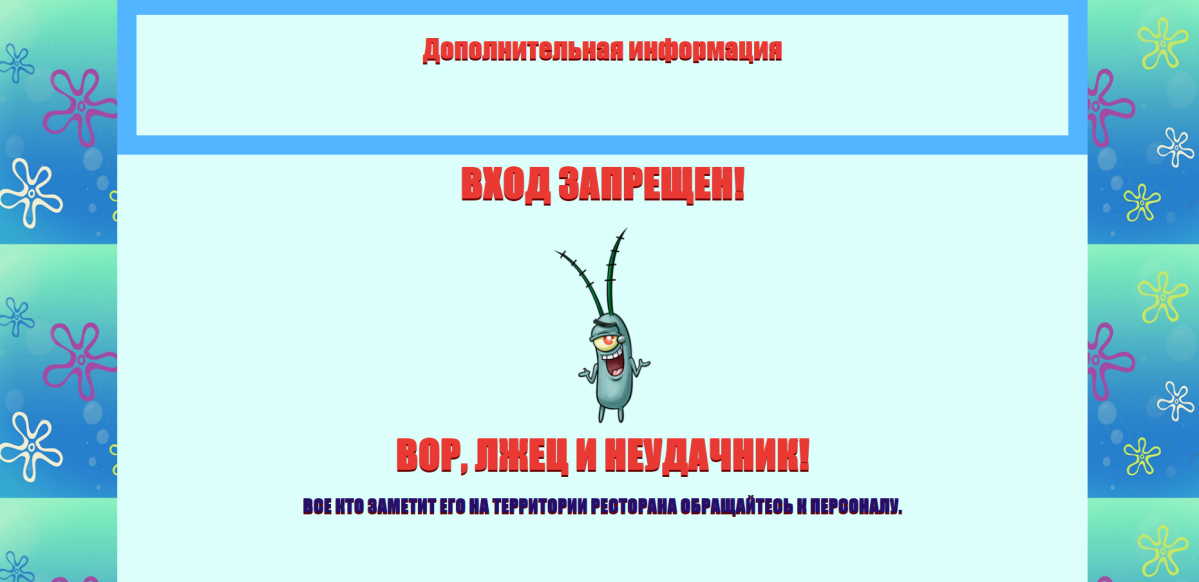 Дополнительная информация
ВХОД ЗАПРЕЩЕН!
ВОР, ЛЖЕЦ И НЕУДАЧНИК!
ВСЕ КТО ЗАМЕТИТ ЕГО НА ТЕРРИТОРИИ РЕСТОРАНА ОБРАЩАЙТЕСЬ К ПЕРСОНАЛУ.